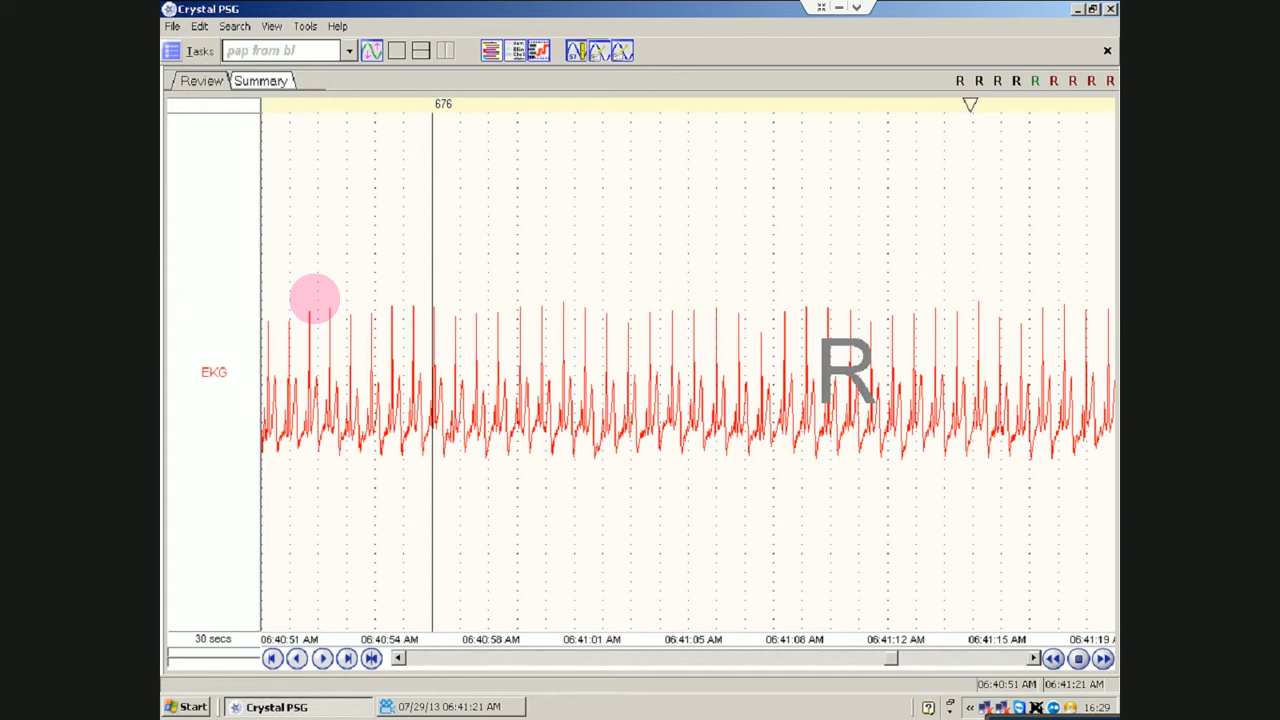 Crystal PSG
File Edit Search View Tools Help
Tasks pap from bl
Review Summary R R R R R R R R R
676
EKG
R
30 secs 06:40:51 AM 06:40:54 AM 06:40:58 AM 06:41:01 AM 06:41:05 AM 06:41:08 AM 06:41:12 AM 06:41:15 AM 06:41:19
06:40:51 AM 06:41:21 AM
Start Crystal PSG 07/29/13 06:41:21 AM 16:29